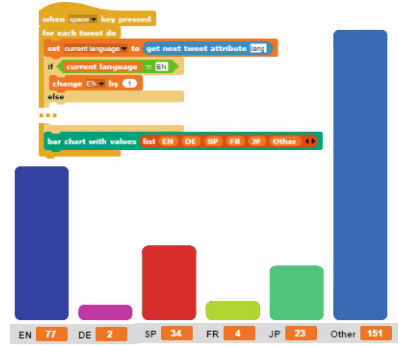 when space key pressed
for each tweet do
set current language to get next tweet attribute lang
if current language = EN
change EN by 1
else
bar chart with values list EN DE SP FR JP Other
EN 77 DE 2 SP 34 FR 4 JP 23 Other 151